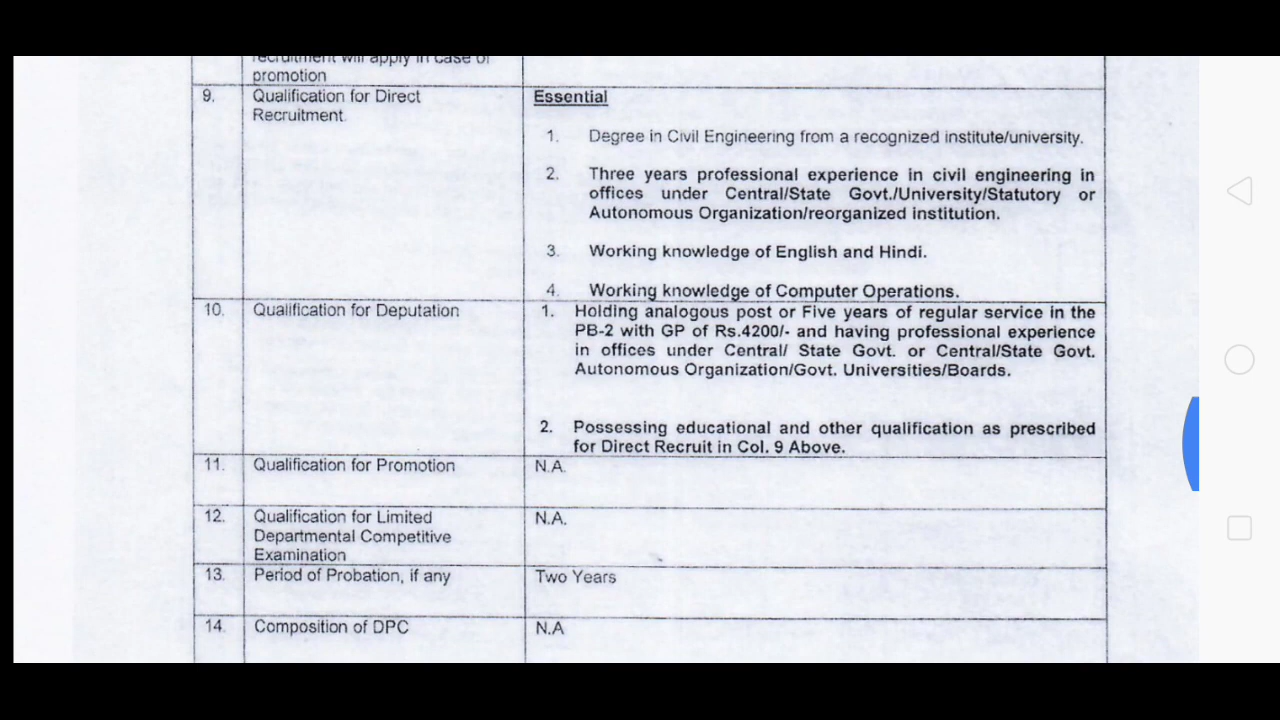 recruitment will apply in case of
promotion
9. Qualification for Direct
Recruitment.
Essential
1. Degree in Civil Engineering from a recognized institute/university.
2. Three years professional experience in civil engineering in
offices under Central/State Govt./University/Statutory or
Autonomous Organization/reorganized institution.
3. Working knowledge of English and Hindi.
4. Working knowledge of Computer Operations.
10. Qualification for Deputation
1. Holding analogous post or Five years of regular service in the
PB-2 with GP of Rs.4200/- and having professional experience
in offices under Central/ State Govt. or Central/State Govt.
Autonomous Organization/Govt. Universities/Boards.
2. Possessing educational and other qualification as prescribed
for Direct Recruit in Col. 9 Above.
11. Qualification for Promotion N.A.
12. Qualification for Limited N.A.
Departmental Competitive
Examination
13. Period of Probation, if any Two Years
14. Composition of DPC N.A